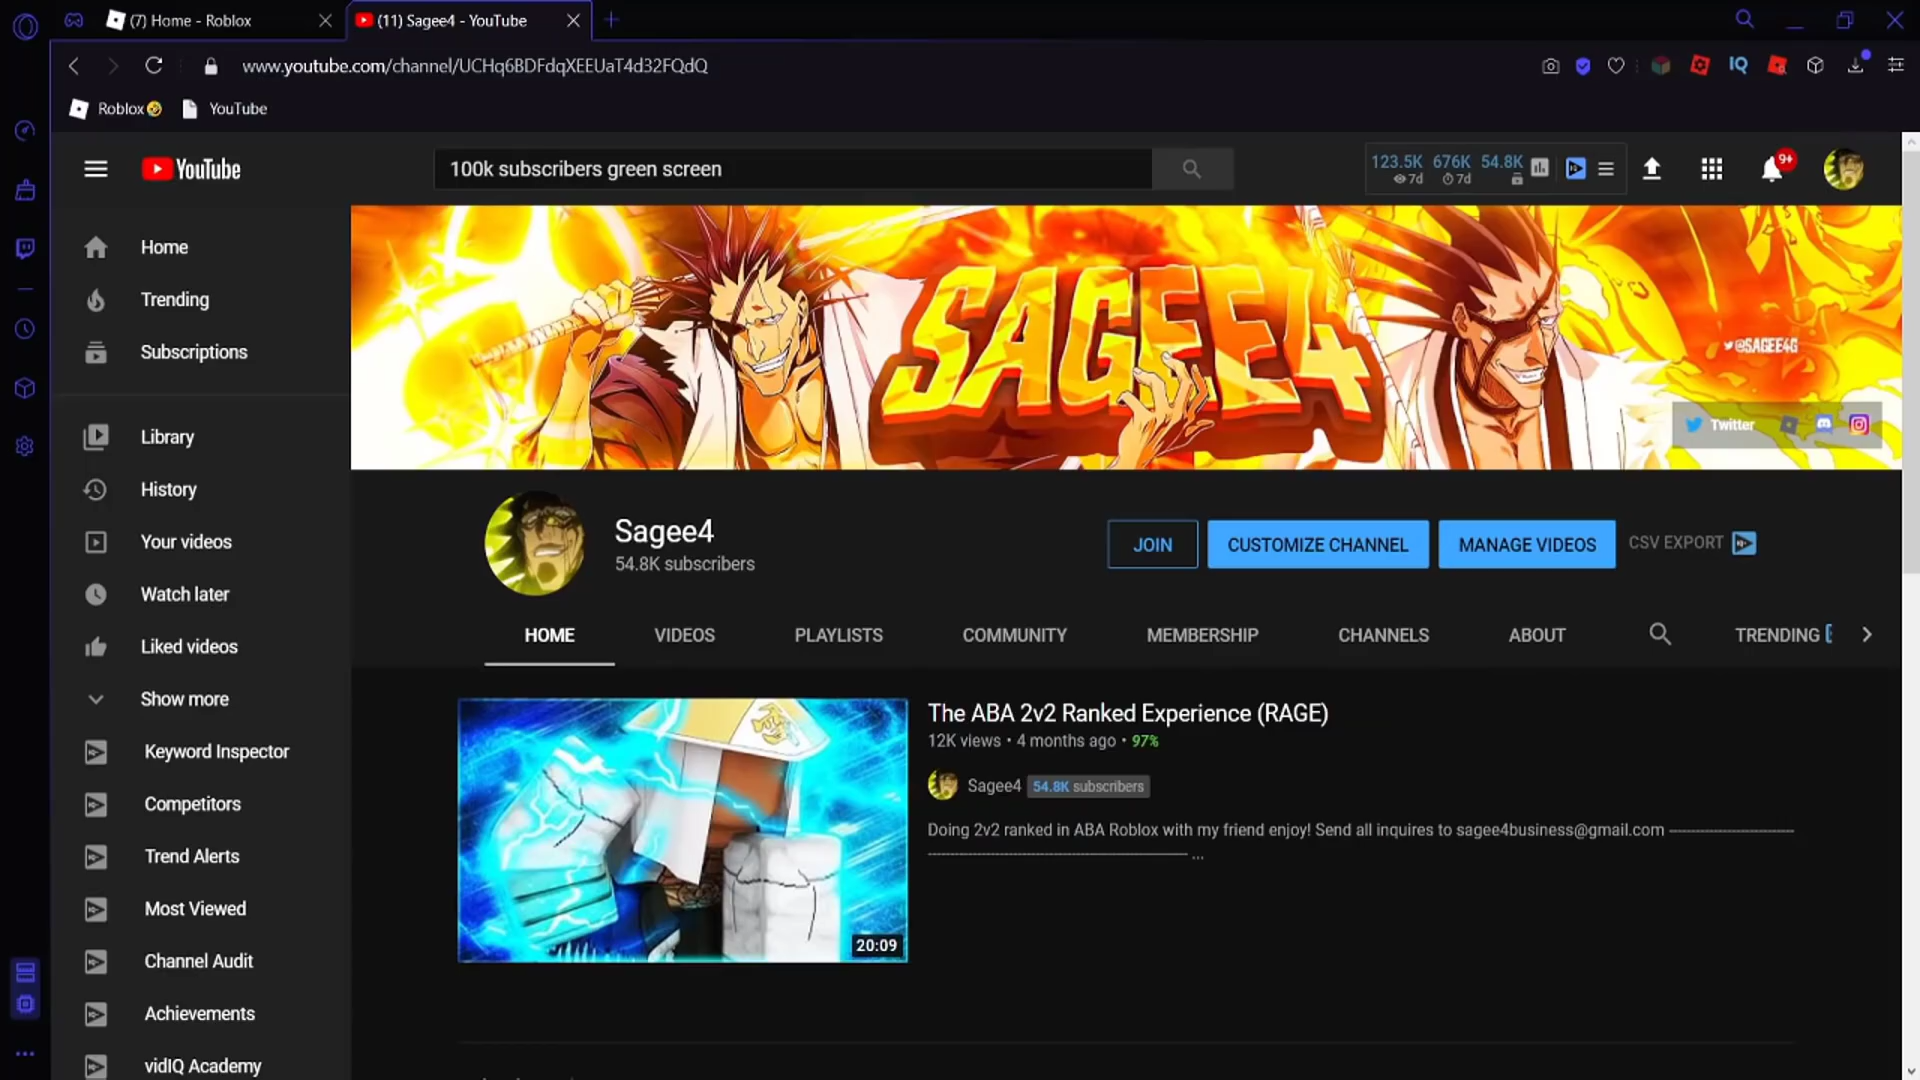 (7) Home - Roblox
(11) Sagee4 - YouTube
www.youtube.com/channel/UCHq6BDFdqXEEUaT4d32FQdQ
IQ
Roblox🤣
YouTube
YouTube
100k subscribers green screen
123.5K 676K 54.8K
7d 7d
9+
Home
Trending
Subscriptions
Library
History
Your videos
Watch later
Liked videos
Show more
Keyword Inspector
Competitors
Trend Alerts
Most Viewed
Channel Audit
Achievements
vidIQ Academy
SAGEE4
@SAGEE4G
Twitter
Sagee4
54.8K subscribers
JOIN
CUSTOMIZE CHANNEL
MANAGE VIDEOS
CSV EXPORT
HOME
VIDEOS
PLAYLISTS
COMMUNITY
MEMBERSHIP
CHANNELS
ABOUT
TRENDING
20:09
The ABA 2v2 Ranked Experience (RAGE)
12K views • 4 months ago • 97%
Sagee4 54.8K subscribers
Doing 2v2 ranked in ABA Roblox with my friend enjoy! Send all inquires to sagee4business@gmail.com ----------------------------
----------------------------------------------------------- ...